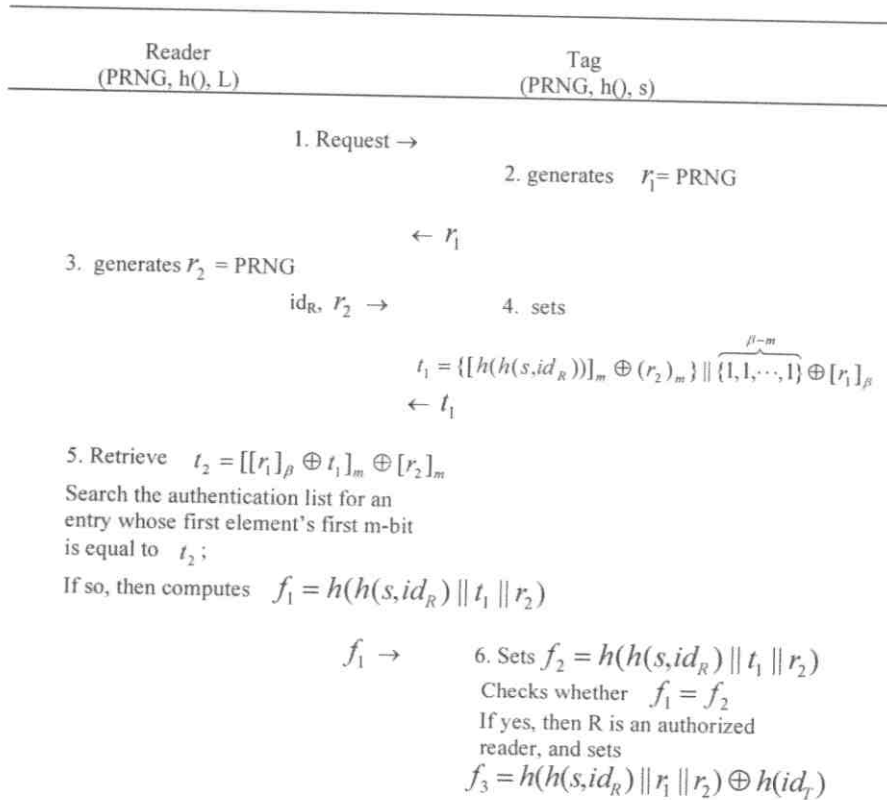 Reader
(PRNG, h(), L)
Tag
(PRNG, h(), s)
1. Request →
2. generates r₁= PRNG
← r₁
3. generates r₂ = PRNG
id_R, r₂ →
4. sets
β−m
t₁ = {[h(h(s,id_R))]_m ⊕ (r₂)_m} || {1,1,⋯,1} ⊕ [r₁]_β
← t₁
5. Retrieve t₂ = [[r₁]_β ⊕ t₁]_m ⊕ [r₂]_m
Search the authentication list for an
entry whose first element's first m-bit
is equal to t₂ ;
If so, then computes f₁ = h(h(s,id_R) || t₁ || r₂)
f₁ →
6. Sets f₂ = h(h(s,id_R) || t₁ || r₂)
Checks whether f₁ = f₂
If yes, then R is an authorized
reader, and sets
f₃ = h(h(s,id_R) || r₁ || r₂) ⊕ h(id_T)